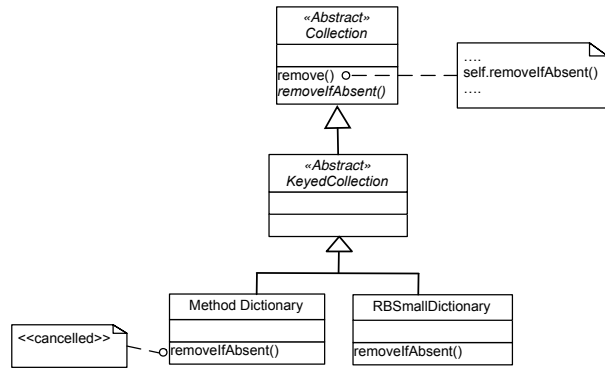 «Abstract»
Collection
remove()
removeIfAbsent()
....
self.removeIfAbsent()
....
«Abstract»
KeyedCollection
Method Dictionary
removeIfAbsent()
RBSmallDictionary
removeIfAbsent()
<<cancelled>>